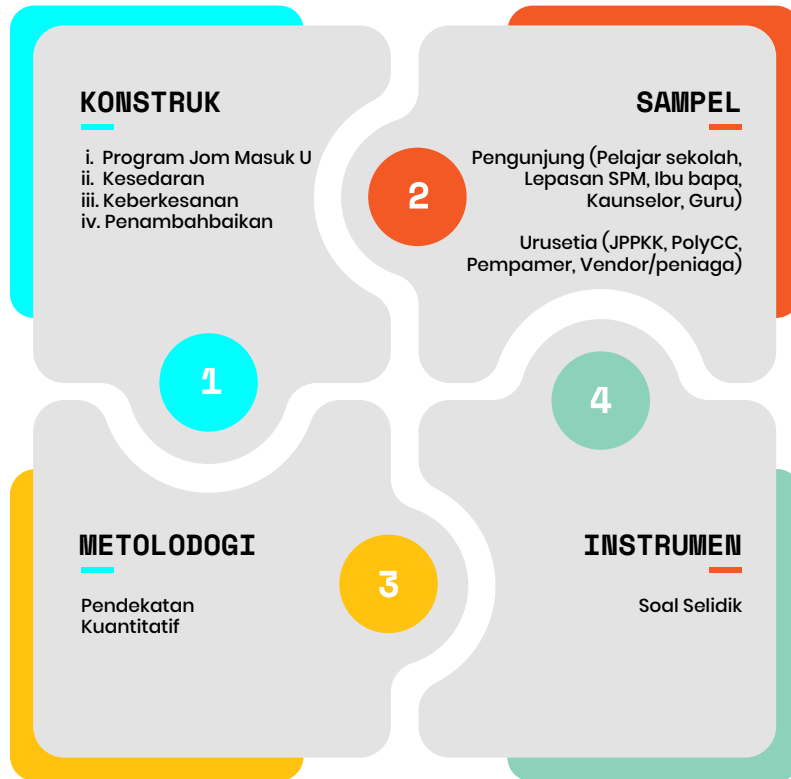 KONSTRUK
i. Program Jom Masuk U
ii. Kesedaran
iii. Keberkesanan
iv. Penambahbaikan
1
SAMPEL
Pengunjung (Pelajar sekolah,
Lepasan SPM, Ibu bapa,
Kaunselor, Guru)
Urusetia (JPPKK, PolyCC,
Pempamer, Vendor/peniaga)
2
METOLODOGI
Pendekatan
Kuantitatif
3
INSTRUMEN
Soal Selidik
4